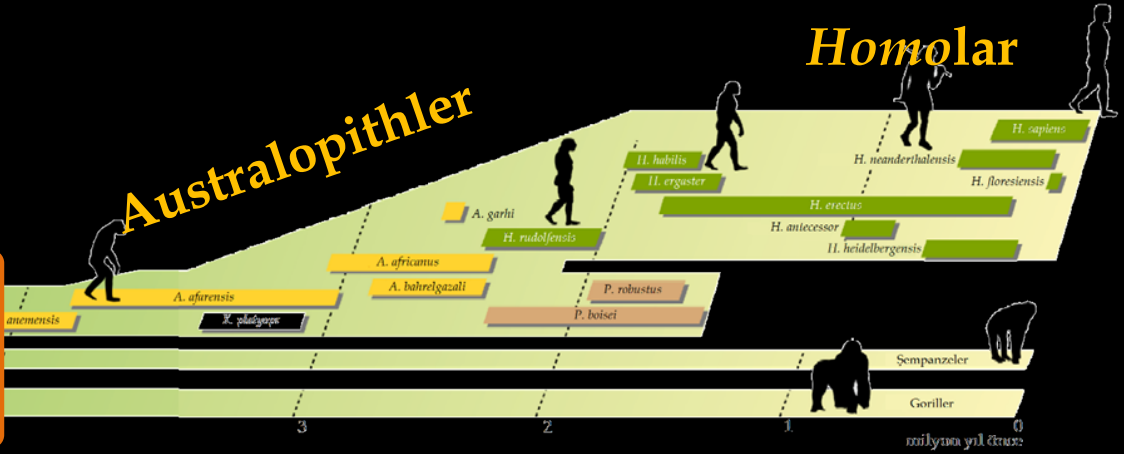 Homolar
Australopithler
H. sapiens
H. habilis
H. neanderthalensis
H. ergaster
H. floresiensis
H. erectus
A. garhi
H. antecessor
H. rudolfensis
H. heidelbergensis
A. africanus
A. bahrelgazali
P. robustus
A. afarensis
P. boisei
anemensis
K. platyops
Şempanzeler
Goriller
3 2 1 0
milyon yıl önce